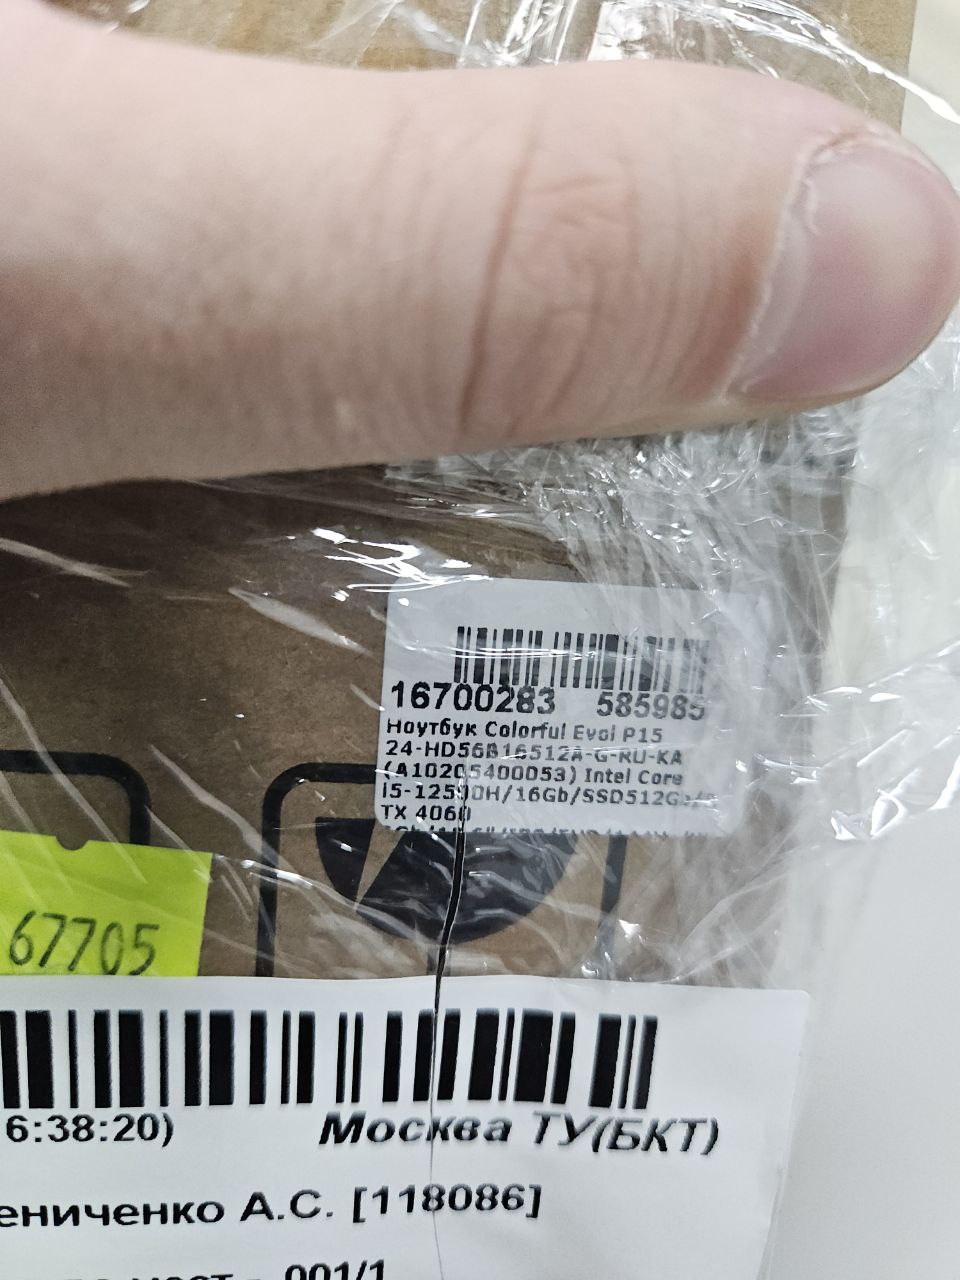 16700283 585985
Ноутбук Colorful Evol P15
24-HD56B16512A-G-RU-KA
(A10205400053) Intel Core
i5-12500H/16Gb/SSD512Gb/
TX 4060
67705
6:38:20) Москва ТУ(БКТ)
ениченко А.С. [118086]
001/1